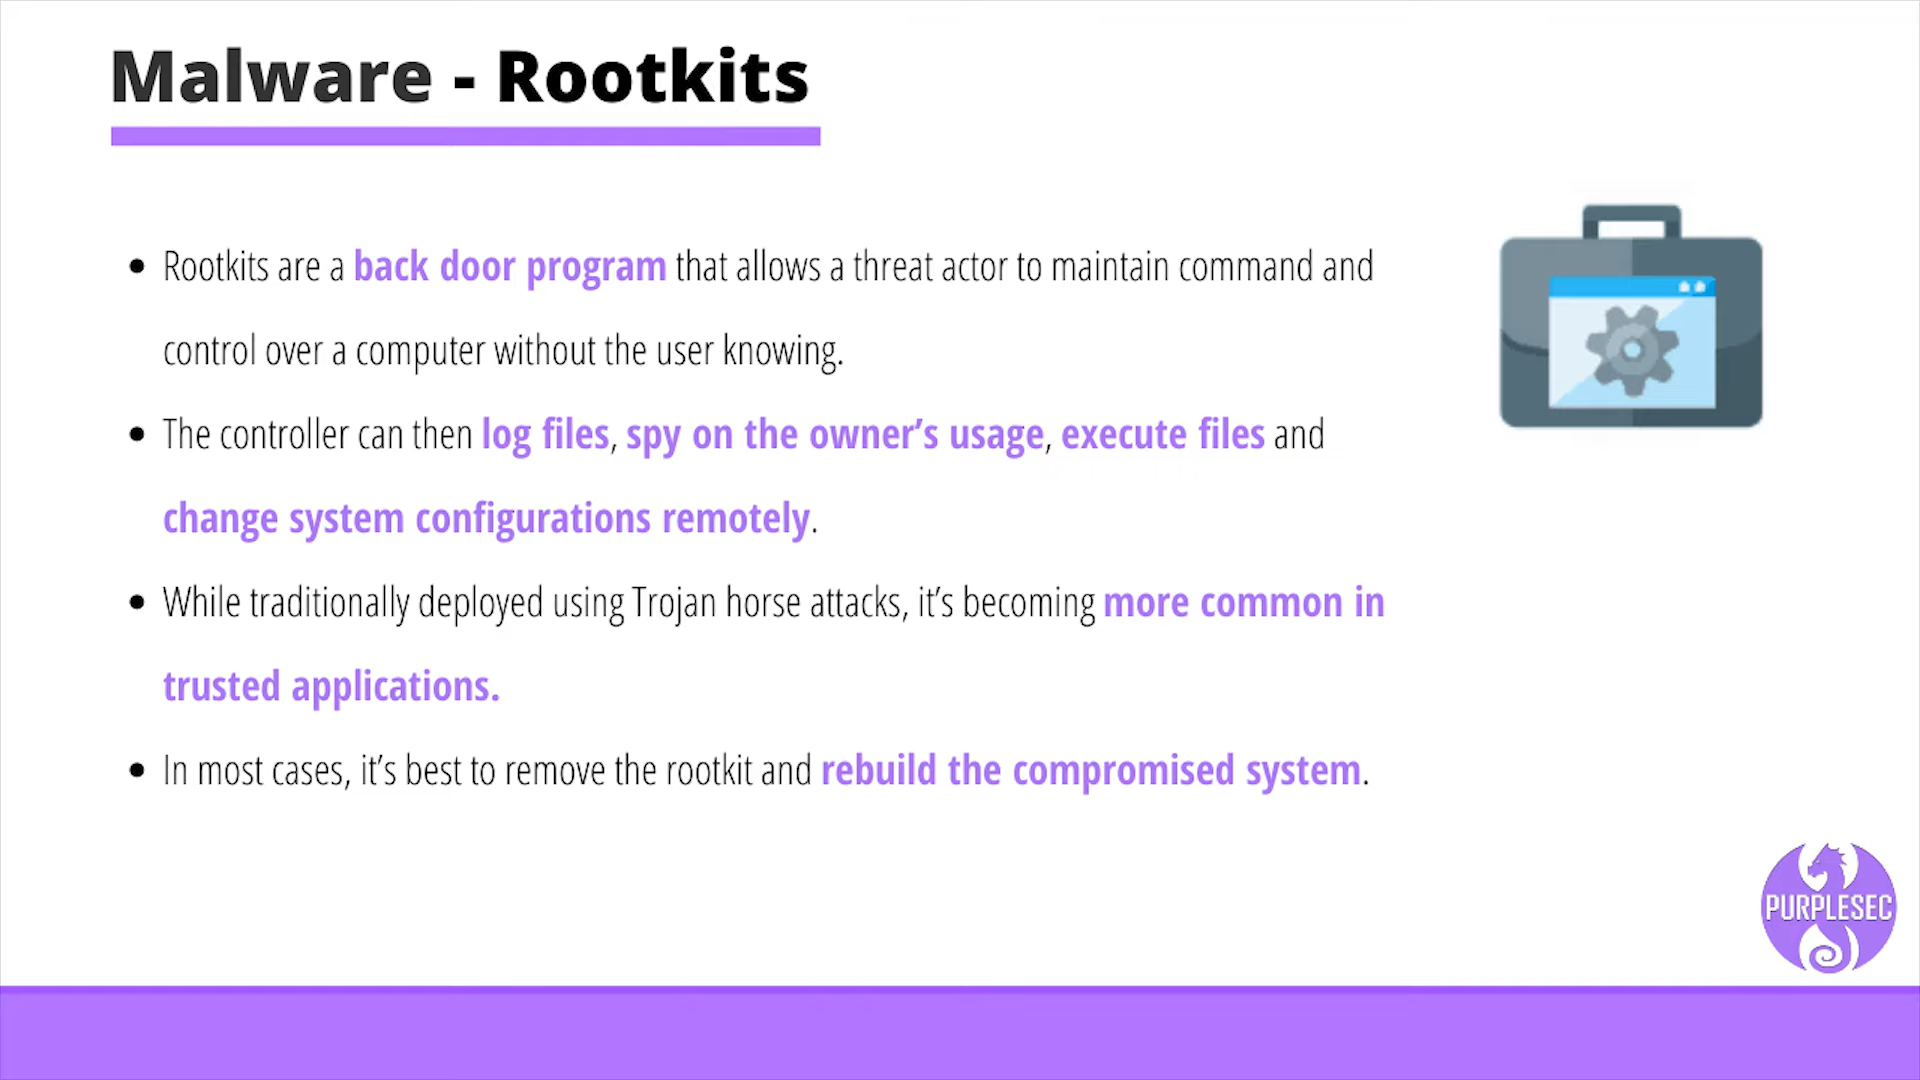 Malware - Rootkits
• Rootkits are a back door program that allows a threat actor to maintain command and
control over a computer without the user knowing.
• The controller can then log files, spy on the owner’s usage, execute files and
change system configurations remotely.
• While traditionally deployed using Trojan horse attacks, it’s becoming more common in
trusted applications.
• In most cases, it’s best to remove the rootkit and rebuild the compromised system.
PURPLESEC